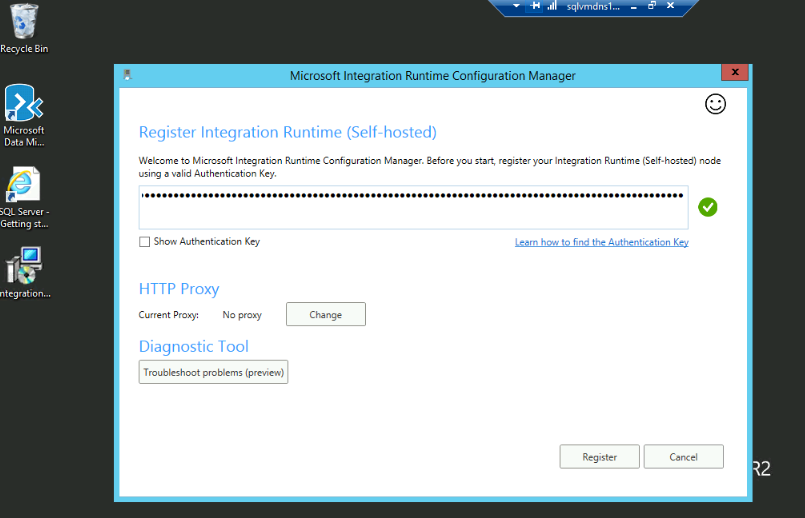 sqlvmdns1...
Recycle Bin
Microsoft
Data Mi...
SQL Server -
Getting st...
ntegration...
Microsoft Integration Runtime Configuration Manager
x
Register Integration Runtime (Self-hosted)
Welcome to Microsoft Integration Runtime Configuration Manager. Before you start, register your Integration Runtime (Self-hosted) node
using a valid Authentication Key.
Show Authentication Key
Learn how to find the Authentication Key
HTTP Proxy
Current Proxy: No proxy Change
Diagnostic Tool
Troubleshoot problems (preview)
Register Cancel
R2